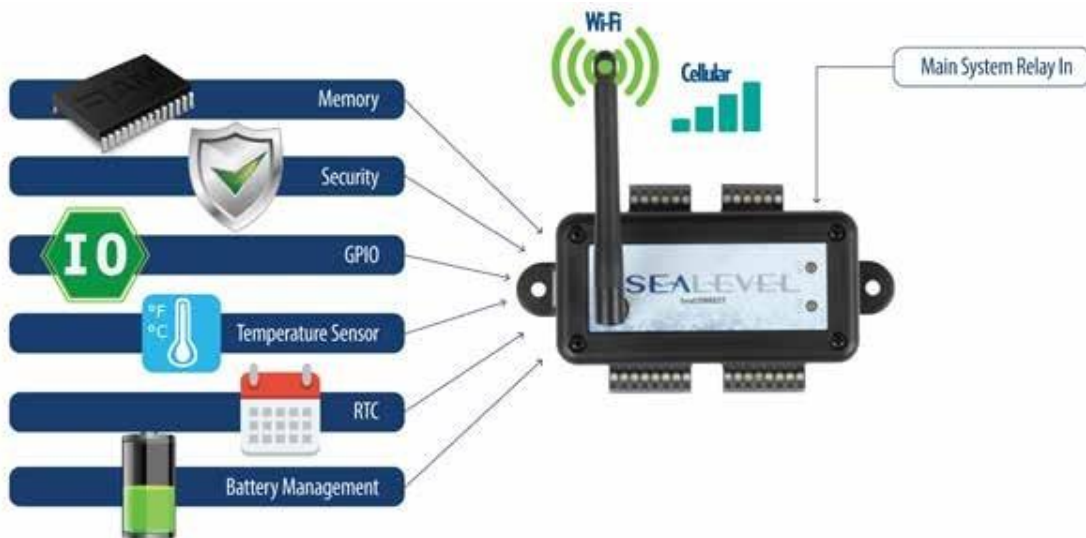 Wi-Fi
Cellular
Main System Relay In
Memory
Security
IO
GPIO
SEALEVEL
°F
°C
Temperature Sensor
RTC
Battery Management